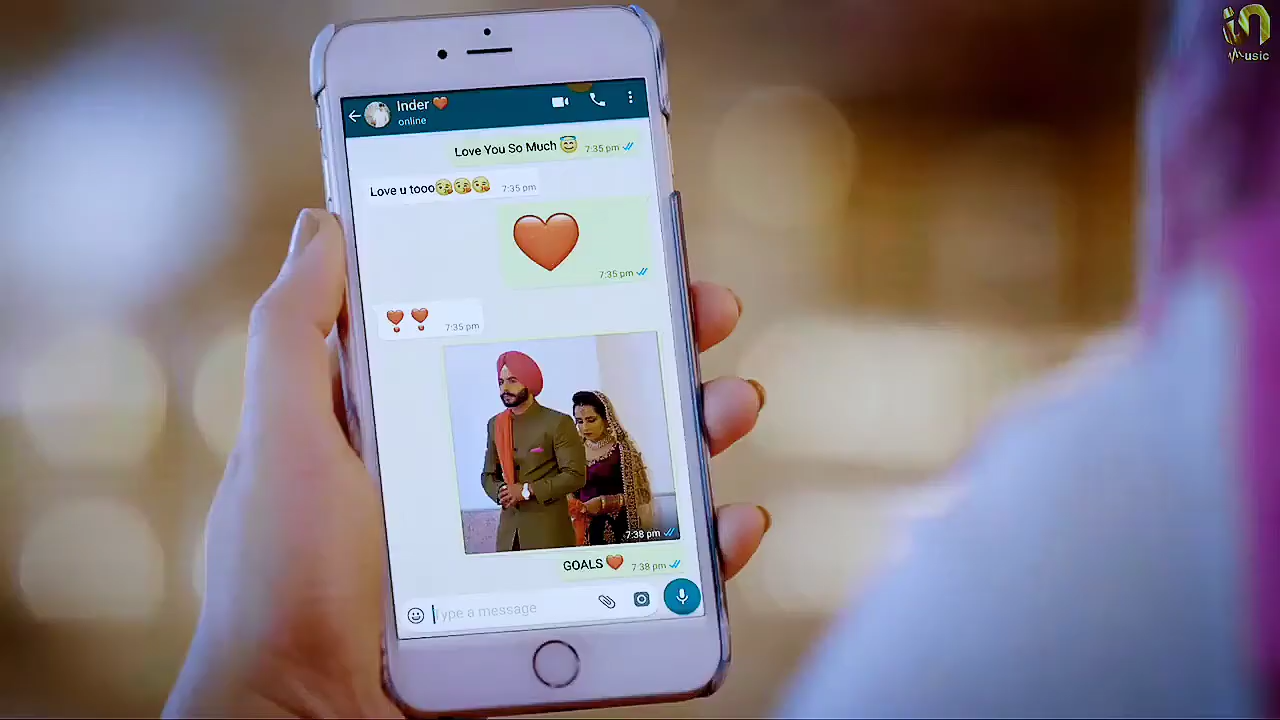 in
Music
Inder ❤️
online
Love You So Much 😇 7:35 pm
Love u tooo😘😘😘 7:35 pm
❤️
7:35 pm
❣️❣️ 7:35 pm
7:38 pm
GOALS ❤️ 7:38 pm
Type a message